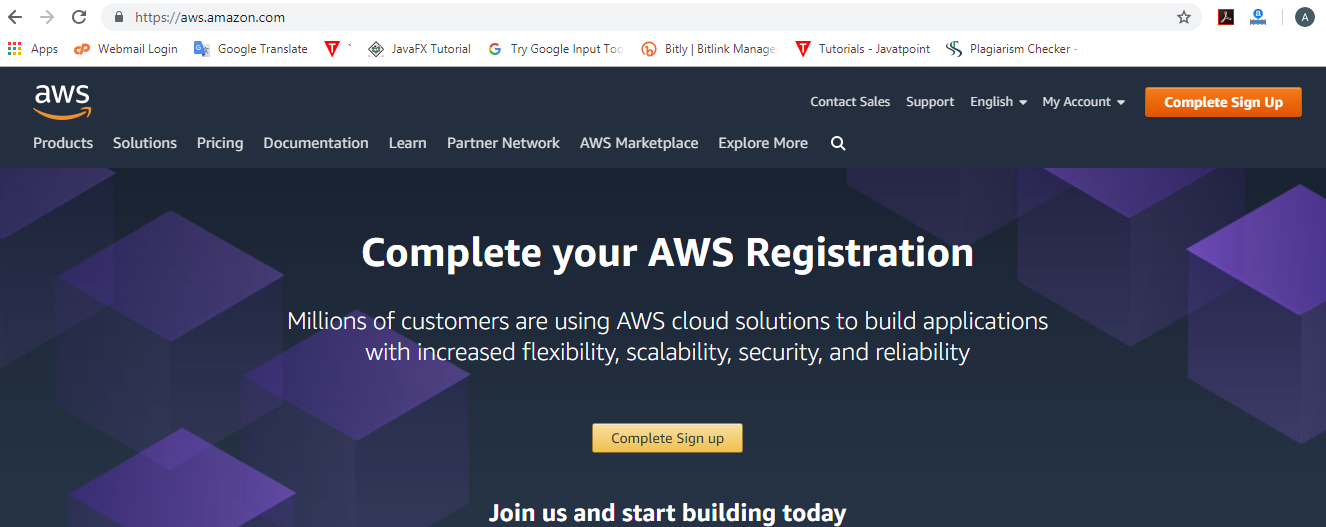 https://aws.amazon.com
A
Apps Webmail Login Google Translate JavaFX Tutorial Try Google Input Too Bitly | Bitlink Manage Tutorials - Javatpoint Plagiarism Checker -
aws
Contact Sales Support English My Account Complete Sign Up
Products Solutions Pricing Documentation Learn Partner Network AWS Marketplace Explore More
Complete your AWS Registration
Millions of customers are using AWS cloud solutions to build applications
with increased flexibility, scalability, security, and reliability
Complete Sign up
Join us and start building today